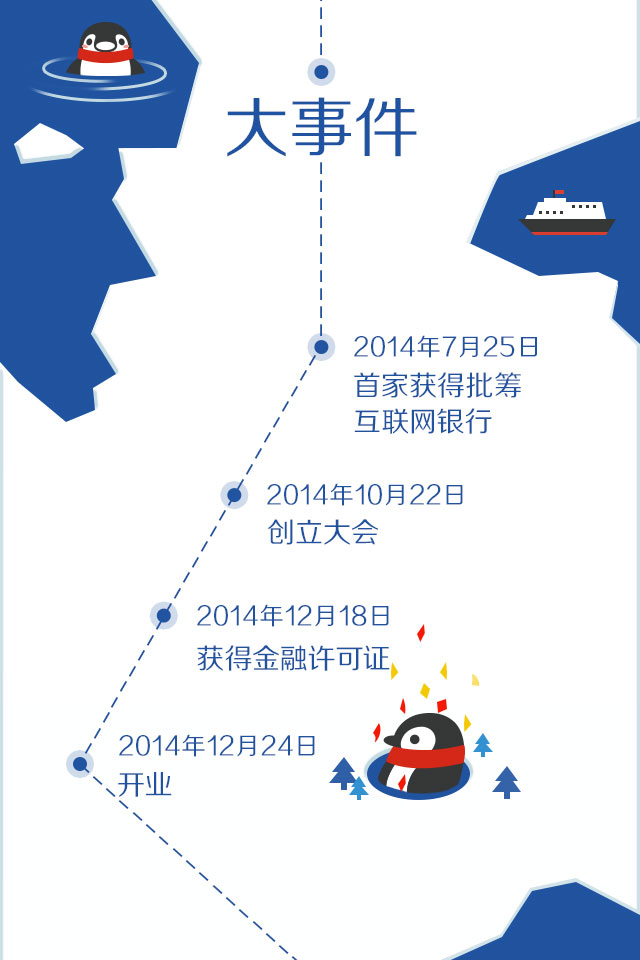 大事件
2014年7月25日
首家获得批筹
互联网银行
2014年10月22日
创立大会
2014年12月18日
获得金融许可证
2014年12月24日
开业